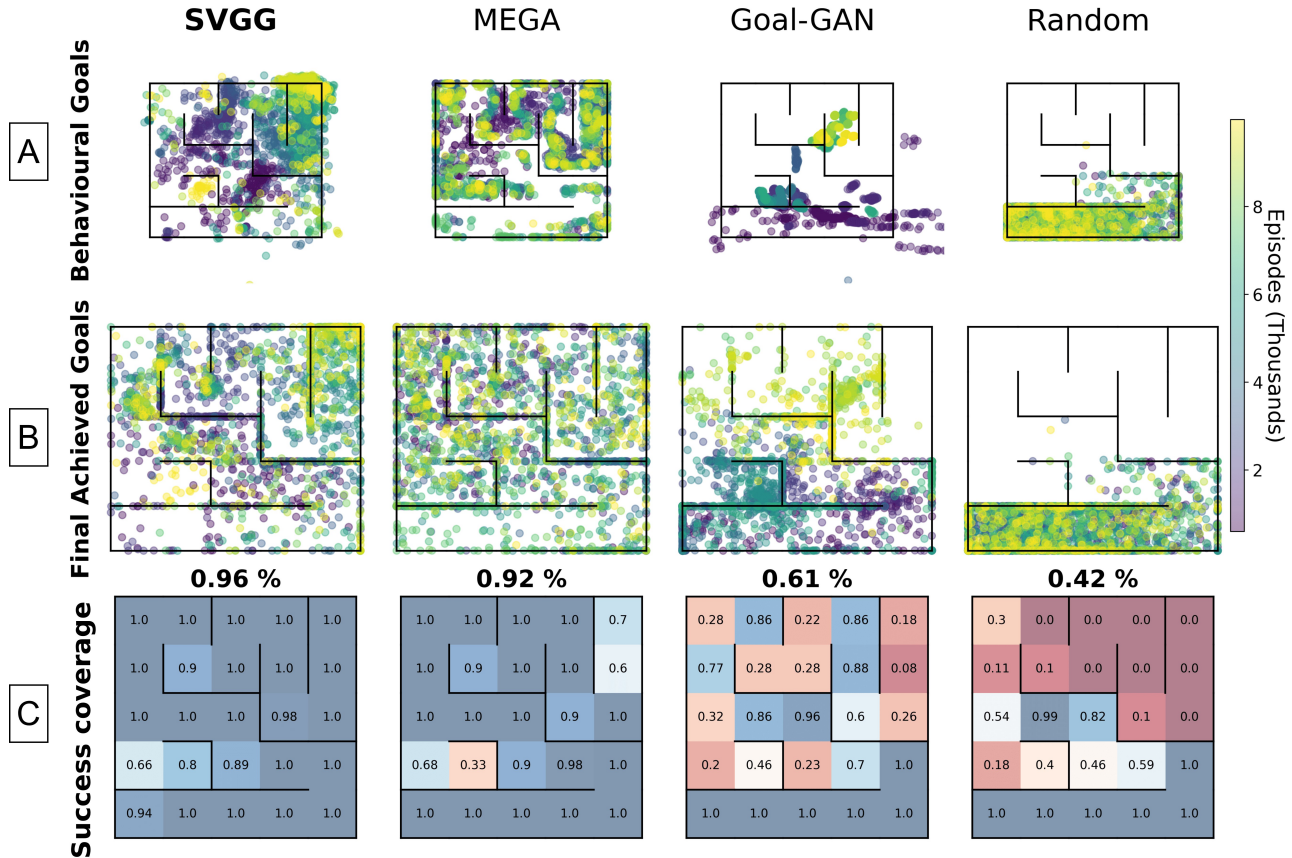 SVGG MEGA Goal-GAN Random
A
Behavioural Goals
B
Final Achieved Goals
8
6
4
2
Episodes (Thousands)
0.96 % 0.92 % 0.61 % 0.42 %
C
Success coverage
1.0 1.0 1.0 1.0 1.0
1.0 0.9 1.0 1.0 1.0
1.0 1.0 1.0 0.98 1.0
0.66 0.8 0.89 1.0 1.0
0.94 1.0 1.0 1.0 1.0
1.0 1.0 1.0 1.0 0.7
1.0 0.9 1.0 1.0 0.6
1.0 1.0 1.0 0.9 1.0
0.68 0.33 0.9 0.98 1.0
1.0 1.0 1.0 1.0 1.0
0.28 0.86 0.22 0.86 0.18
0.77 0.28 0.28 0.88 0.08
0.32 0.86 0.96 0.6 0.26
0.2 0.46 0.23 0.7 1.0
1.0 1.0 1.0 1.0 1.0
0.3 0.0 0.0 0.0 0.0
0.11 0.1 0.0 0.0 0.0
0.54 0.99 0.82 0.1 0.0
0.18 0.4 0.46 0.59 1.0
1.0 1.0 1.0 1.0 1.0